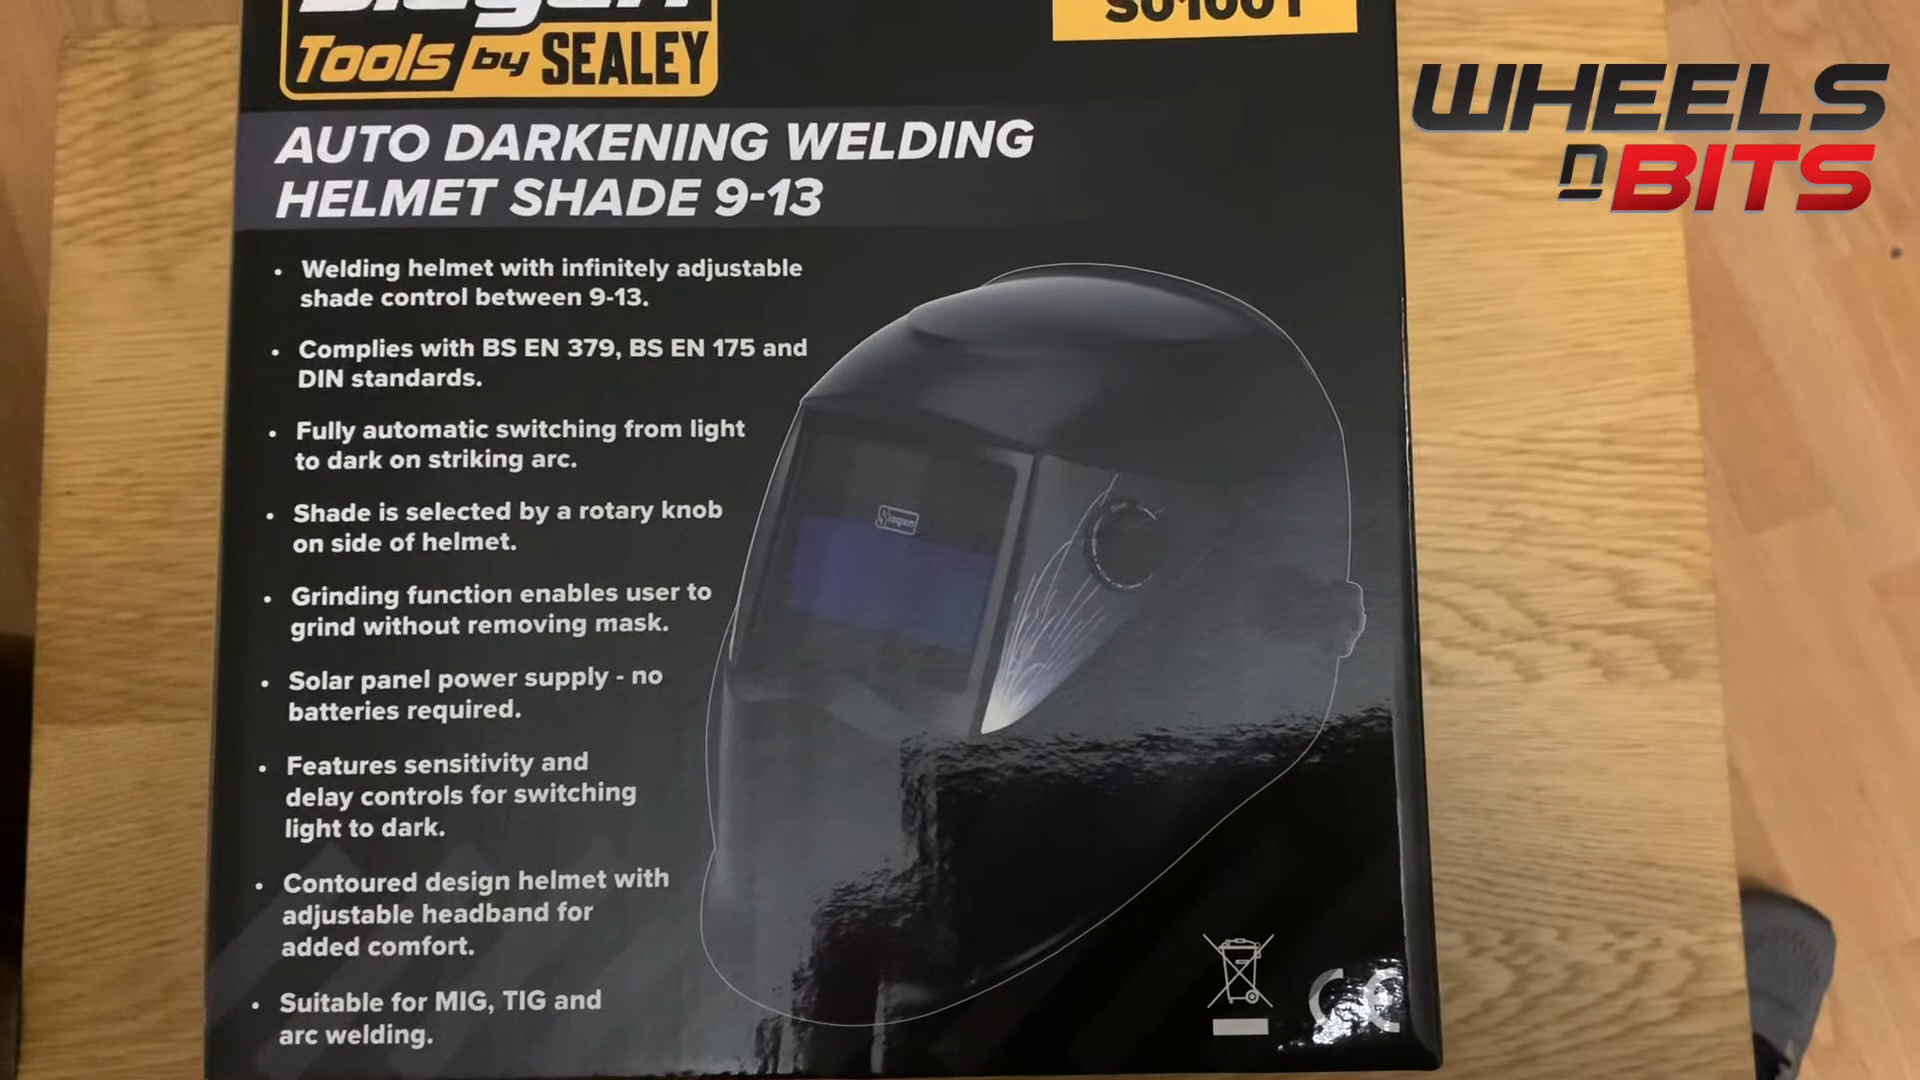 Siegen
S01001
Tools by SEALEY
WHEELS
n BITS
AUTO DARKENING WELDING
HELMET SHADE 9-13
• Welding helmet with infinitely adjustable
shade control between 9-13.
• Complies with BS EN 379, BS EN 175 and
DIN standards.
• Fully automatic switching from light
to dark on striking arc.
• Shade is selected by a rotary knob
on side of helmet.
• Grinding function enables user to
grind without removing mask.
• Solar panel power supply - no
batteries required.
• Features sensitivity and
delay controls for switching
light to dark.
• Contoured design helmet with
adjustable headband for
added comfort.
• Suitable for MIG, TIG and
arc welding.
Siegen
CE